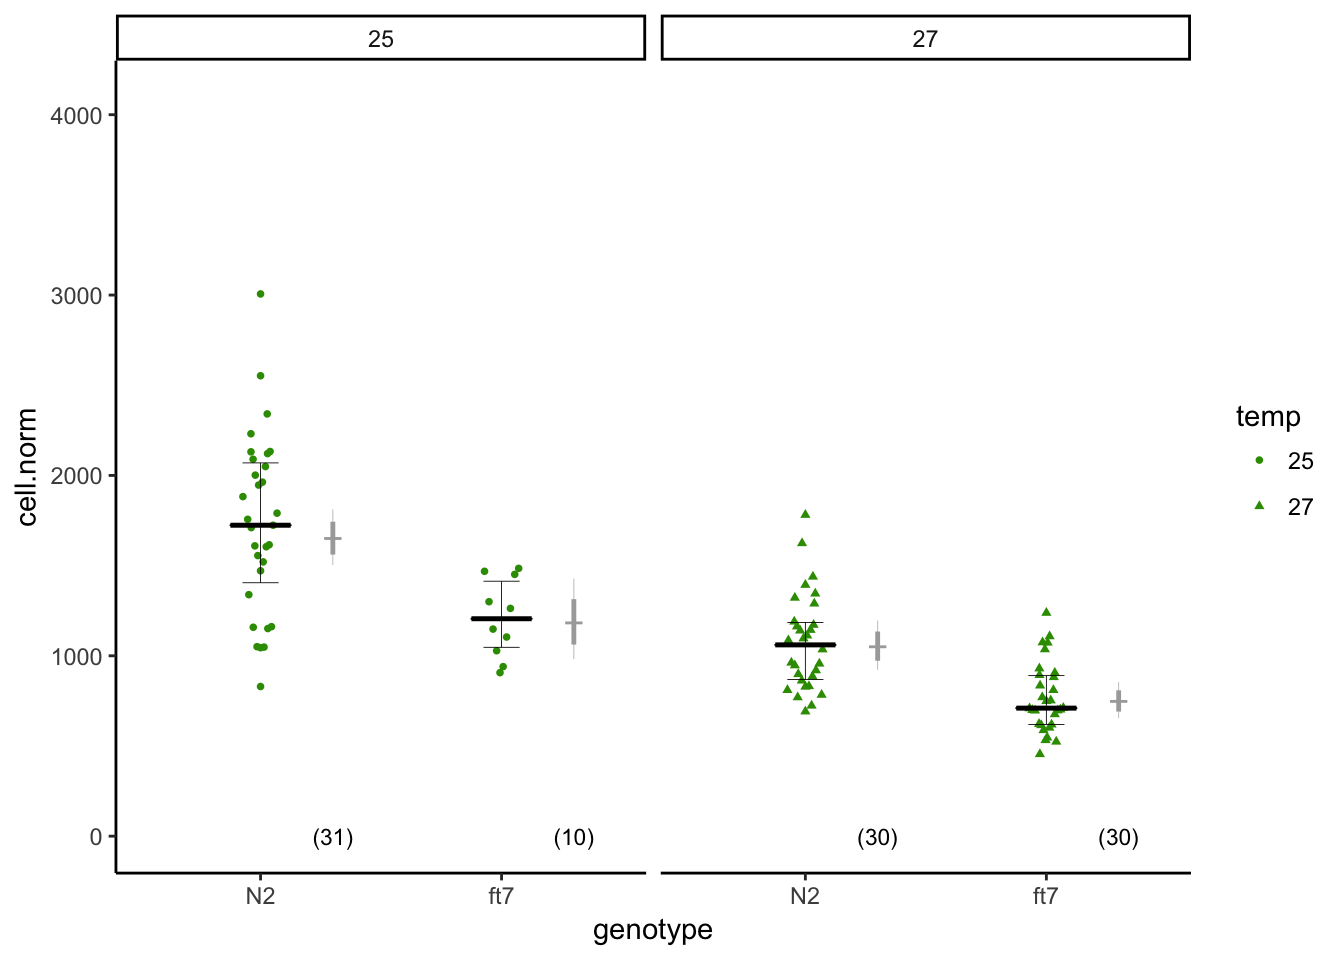 25
27
4000
3000
2000
1000
0
cell.norm
(31)
(10)
(30)
(30)
N2
ft7
N2
ft7
genotype
temp
25
27